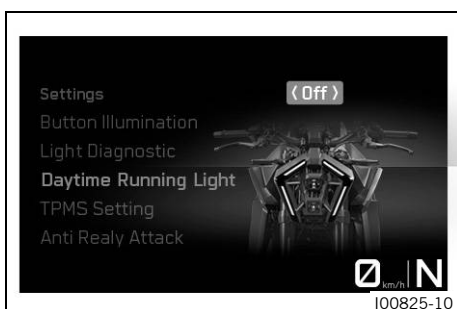 Settings
〈 Off 〉
Button Illumination
Light Diagnostic
Daytime Running Light
TPMS Setting
Anti Realy Attack
0 km/h N
I00825-10